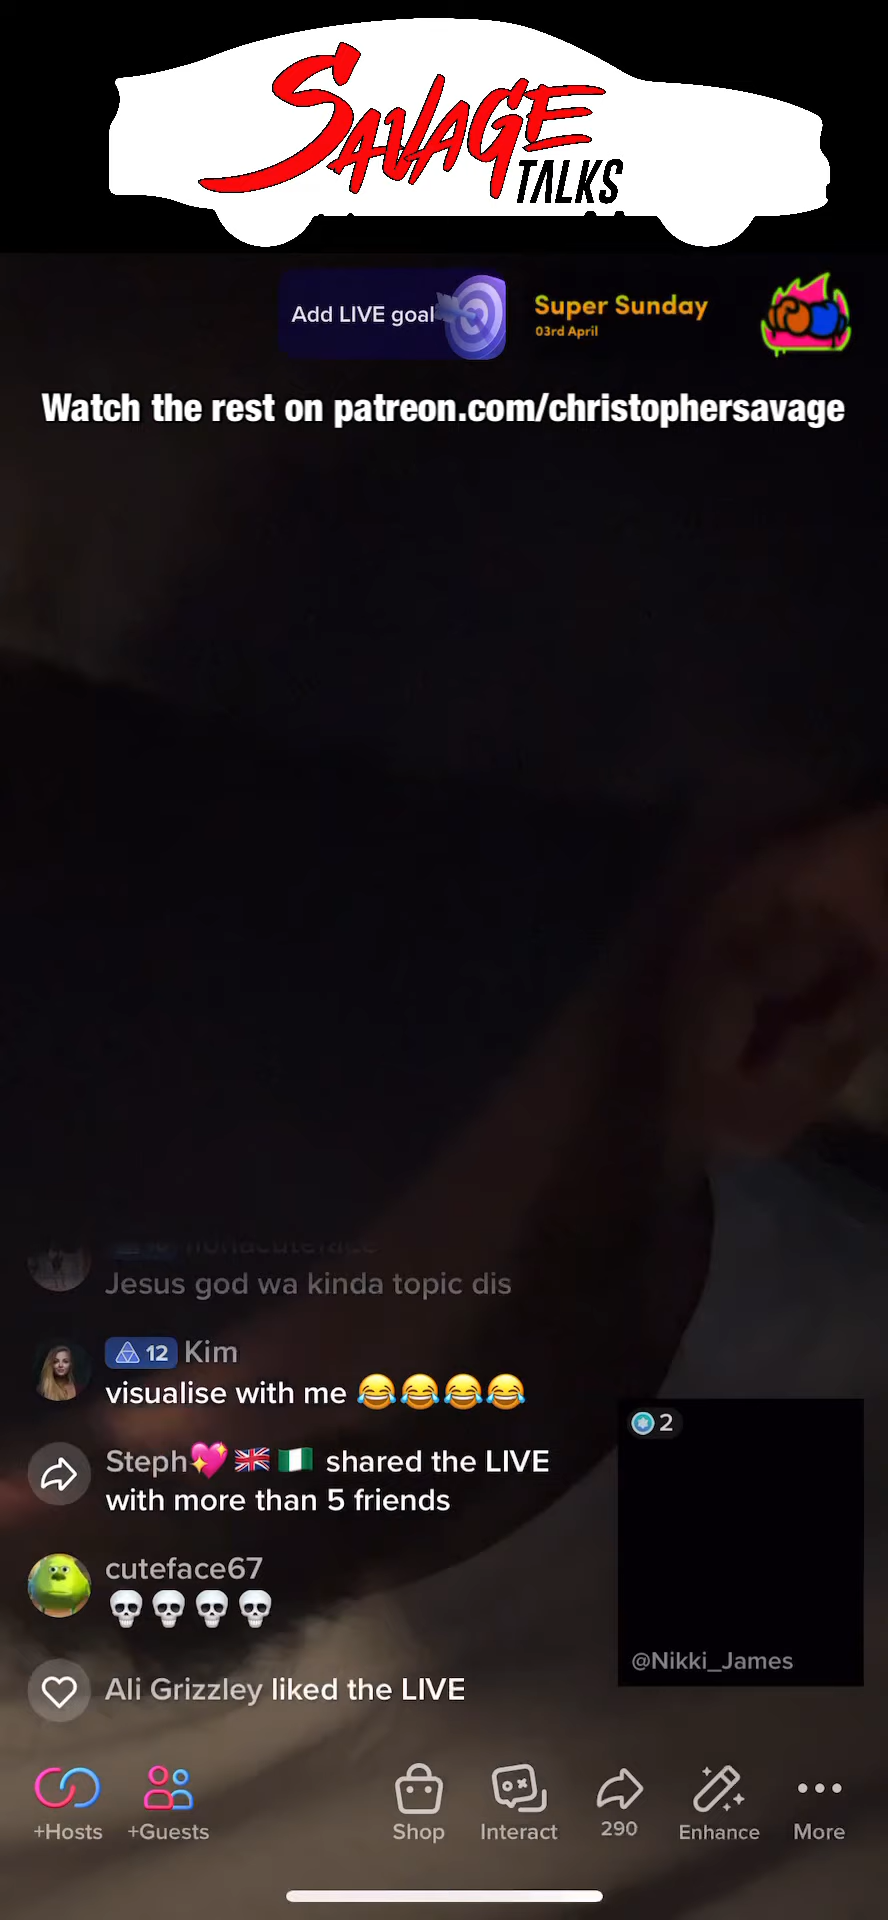 SAVAGE
TALKS
Add LIVE goal
Super Sunday
03rd April
Watch the rest on patreon.com/christophersavage
Jesus god wa kinda topic dis
12 Kim
visualise with me 😂😂😂😂
Steph💖🇬🇧🇳🇬 shared the LIVE
with more than 5 friends
cuteface67
💀💀💀💀
Ali Grizzley liked the LIVE
2
@Nikki_James
+Hosts
+Guests
Shop
Interact
290
Enhance
More